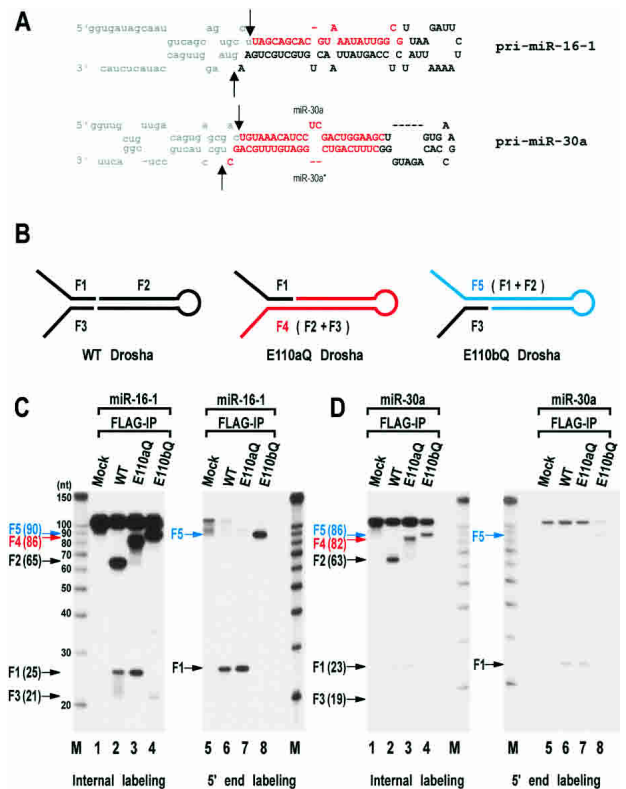 A
- A C GAUU
5'ggugauagcaauu ag c U U
gucagc ugc uUAGCAGCAC GU AAUAUUGG G UAA C
caguug augAGUCGUCGUG CA UUAUGACC C AUU U
3'caucucauauc ga A U A U U AAAA
pri-miR-16-1
miR-30a
UC ----- A
5'gguug uuga a a
cug cagug gcg cUGUAAACAUCC GACUGGAAGCU GUG A
ggc gucau cguGACGUUUGUAGG CUGACUUUCGG CAC G
3'uuca -ucc c C -- GUAGA C
miR-30a*
pri-miR-30a
B
F1 F2
F3
WT Drosha
F1
F4 ( F2 + F3 )
E110aQ Drosha
F5 ( F1 + F2 )
F3
E110bQ Drosha
C
miR-16-1 miR-16-1
FLAG-IP FLAG-IP
Mock WT E110aQ E110bQ Mock WT E110aQ E110bQ
(nt)
150
100
90
80
70
60
50
40
30
20
F5 (90)
F4 (86)
F2 (65)
F1 (25)
F3 (21)
F5
F1
M 1 2 3 4 5 6 7 8 M
Internal labeling 5' end labeling
D
miR-30a miR-30a
FLAG-IP FLAG-IP
Mock WT E110aQ E110bQ Mock WT E110aQ E110bQ
F5 (86)
F4 (82)
F2 (63)
F1 (23)
F3 (19)
F5
F1
1 2 3 4 M M 5 6 7 8
Internal labeling 5' end labeling